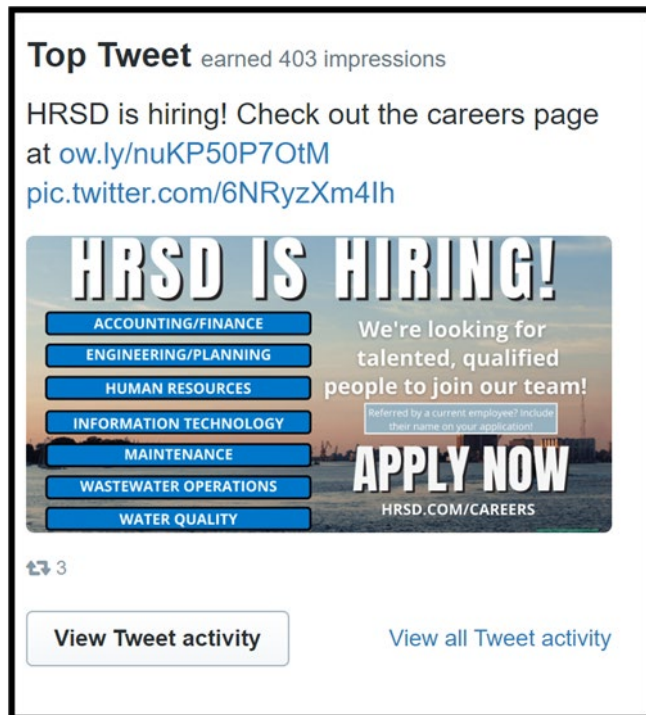 Top Tweet earned 403 impressions
HRSD is hiring! Check out the careers page
at ow.ly/nuKP50P7OtM
pic.twitter.com/6NRyzXm4Ih
HRSD IS HIRING!
ACCOUNTING/FINANCE
ENGINEERING/PLANNING
HUMAN RESOURCES
INFORMATION TECHNOLOGY
MAINTENANCE
WASTEWATER OPERATIONS
WATER QUALITY
We're looking for
talented, qualified
people to join our team!
Referred by a current employee? Include
their name on your application!
APPLY NOW
HRSD.COM/CAREERS
3
View Tweet activity
View all Tweet activity